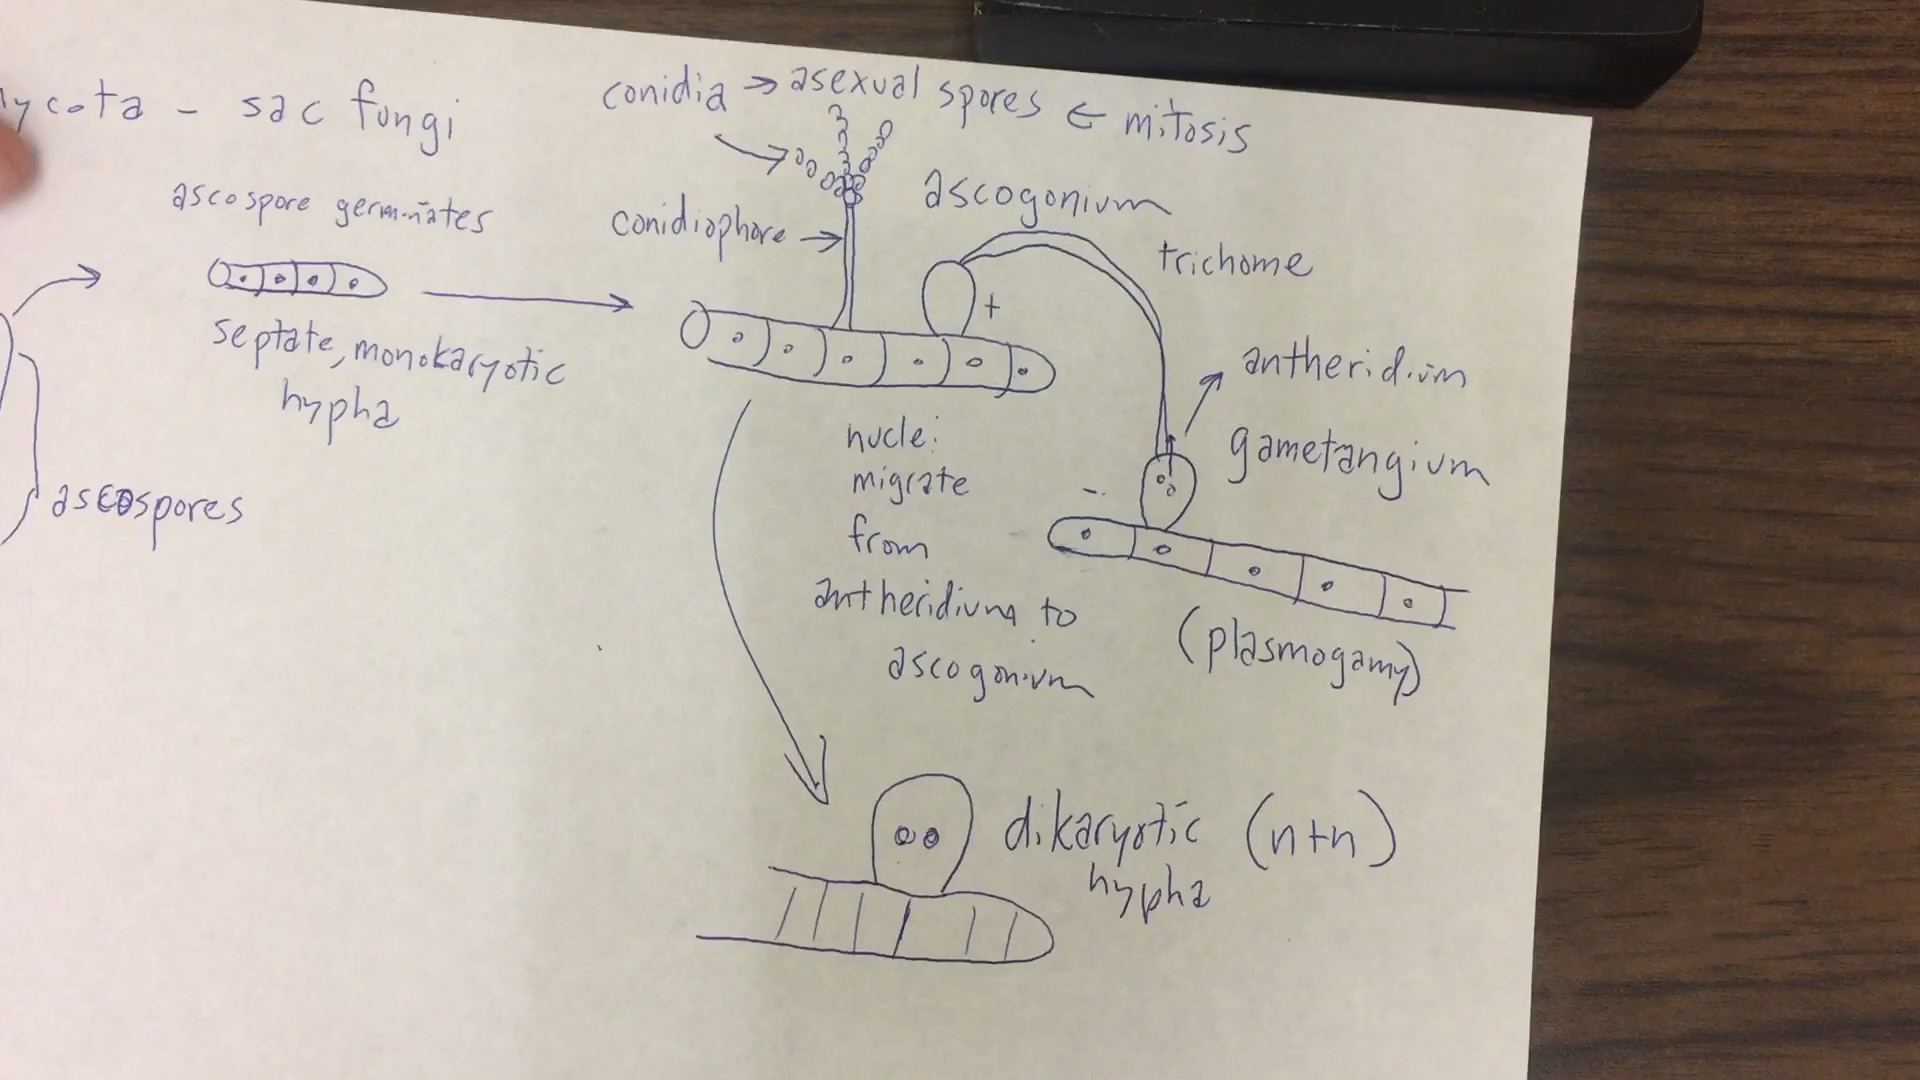 ycota - sac fungi
conidia → asexual spores ← mitosis
ascospore germinates
conidiophore →
ascogonium
trichome
+
septate, monokaryotic
hypha
antheridium
gametangium
nuclei
migrate
from
antheridium to
ascogonium
-
ascospores
(plasmogamy)
dikaryotic (n+n)
hypha